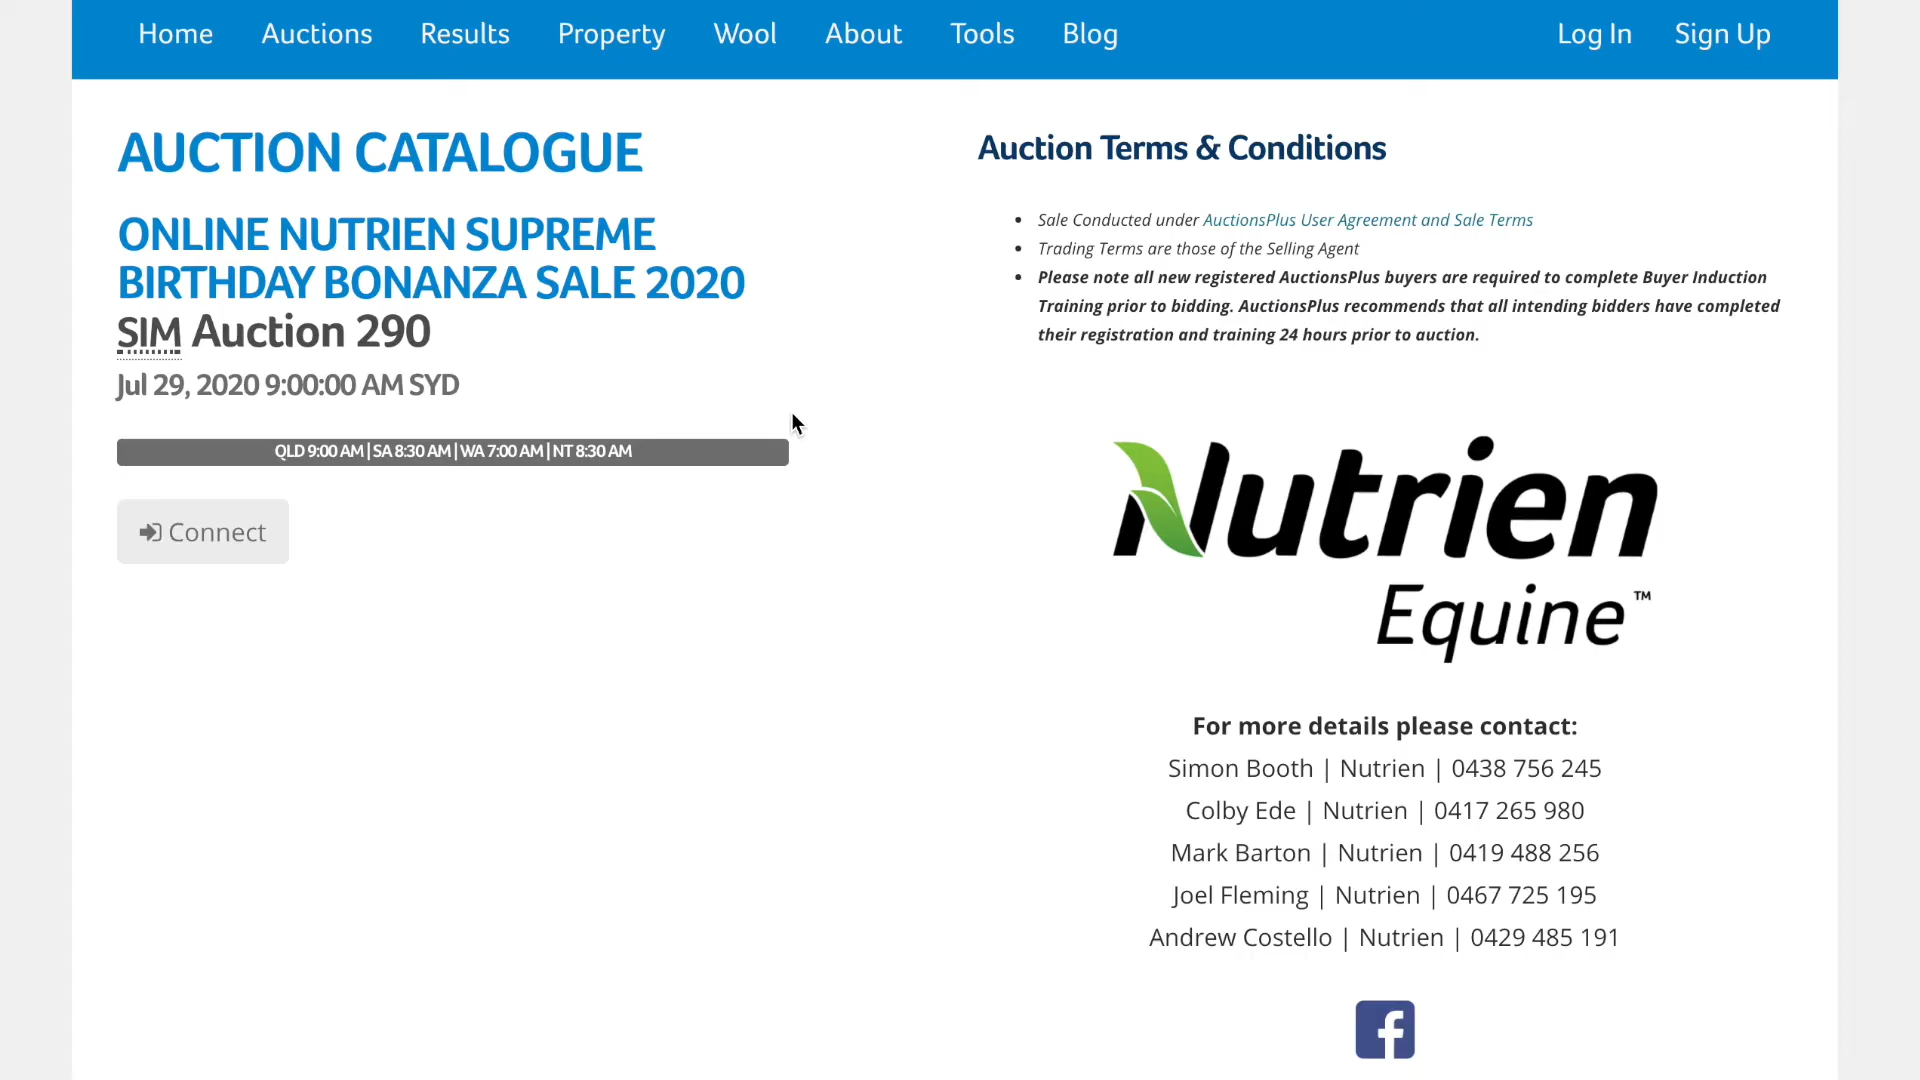 Home Auctions Results Property Wool About Tools Blog Log In Sign Up
AUCTION CATALOGUE
ONLINE NUTRIEN SUPREME
BIRTHDAY BONANZA SALE 2020
SIM Auction 290
Jul 29, 2020 9:00:00 AM SYD
QLD 9:00 AM | SA 8:30 AM | WA 7:00 AM | NT 8:30 AM
Connect
Auction Terms & Conditions
Sale Conducted under AuctionsPlus User Agreement and Sale Terms
Trading Terms are those of the Selling Agent
Please note all new registered AuctionsPlus buyers are required to complete Buyer Induction
Training prior to bidding. AuctionsPlus recommends that all intending bidders have completed
their registration and training 24 hours prior to auction.
Nutrien
Equine™
For more details please contact:
Simon Booth | Nutrien | 0438 756 245
Colby Ede | Nutrien | 0417 265 980
Mark Barton | Nutrien | 0419 488 256
Joel Fleming | Nutrien | 0467 725 195
Andrew Costello | Nutrien | 0429 485 191